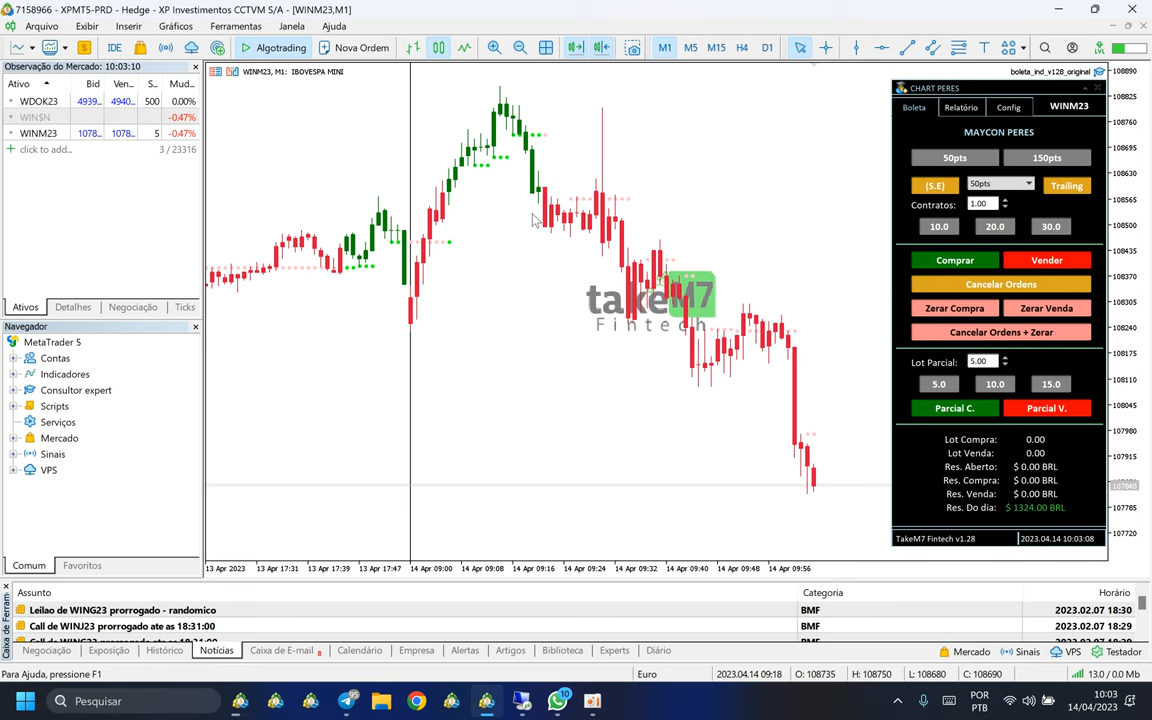 7158966 - XPMT5-PRD - Hedge - XP Investimentos CCTVM S/A - [WINM23,M1]
Arquivo Exibir Inserir Gráficos Ferramentas Janela Ajuda
IDE Algotrading Nova Ordem M1 M5 M15 H4 D1
Observação do Mercado: 10:03:10
Ativo Bid Ven... S... Mud...
WDOK23 4939... 4940... 500 0.00%
WIN$N -0.47%
WINM23 1078... 1078... 5 -0.47%
click to add... 3 / 23316
Ativos Detalhes Negociação Ticks
Navegador
MetaTrader 5
Contas
Indicadores
Consultor expert
Scripts
Serviços
Mercado
Sinais
VPS
Comum Favoritos
WINM23, M1: IBOVESPA MINI
boleta_ind_v128_original
takeM7
Fintech
108890
108825
108760
108695
108630
108565
108500
108435
108370
108305
108240
108175
108110
108045
107980
107915
107840
107785
107720
13 Apr 2023 13 Apr 17:31 13 Apr 17:39 13 Apr 17:47 14 Apr 09:00 14 Apr 09:08 14 Apr 09:16 14 Apr 09:24 14 Apr 09:32 14 Apr 09:40 14 Apr 09:48 14 Apr 09:56
CHART PERES
Boleta Relatório Config WINM23
MAYCON PERES
50pts 150pts
(S.E) 50pts Trailing
Contratos: 1.00
10.0 20.0 30.0
Comprar Vender
Cancelar Ordens
Zerar Compra Zerar Venda
Cancelar Ordens + Zerar
Lot Parcial: 5.00
5.0 10.0 15.0
Parcial C. Parcial V.
Lot Compra: 0.00
Lot Venda: 0.00
Res. Aberto: $ 0.00 BRL
Res. Compra: $ 0.00 BRL
Res. Venda: $ 0.00 BRL
Res. Do dia: $ 1324.00 BRL
TakeM7 Fintech v1.28 2023.04.14 10:03:08
Caixa de Ferram
Assunto Categoria Horário
Leilao de WING23 prorrogado - randomico BMF 2023.02.07 18:30
Call de WINJ23 prorrogado ate as 18:31:00 BMF 2023.02.07 18:29
Negociação Exposição Histórico Notícias Caixa de E-mail 8 Calendário Empresa Alertas Artigos Biblioteca Experts Diário Mercado Sinais VPS Testador
Para Ajuda, pressione F1 Euro 2023.04.14 09:18 O: 108735 H: 108750 L: 108680 C: 108690 13.0 / 0.0 Mb
Pesquisar 95 10 POR PTB 10:03 14/04/2023